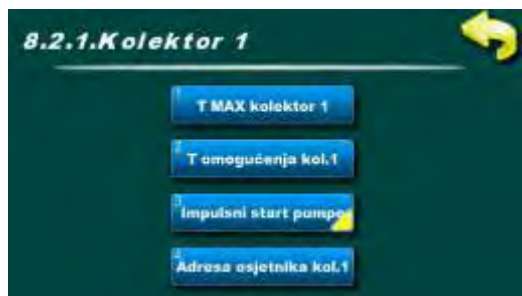 8.2.1.Kolektor 1
1
T MAX kolektor 1
2
T omogućenja kol.1
3
Impulsni start pumpe
4
Adresa osjetnika kol.1